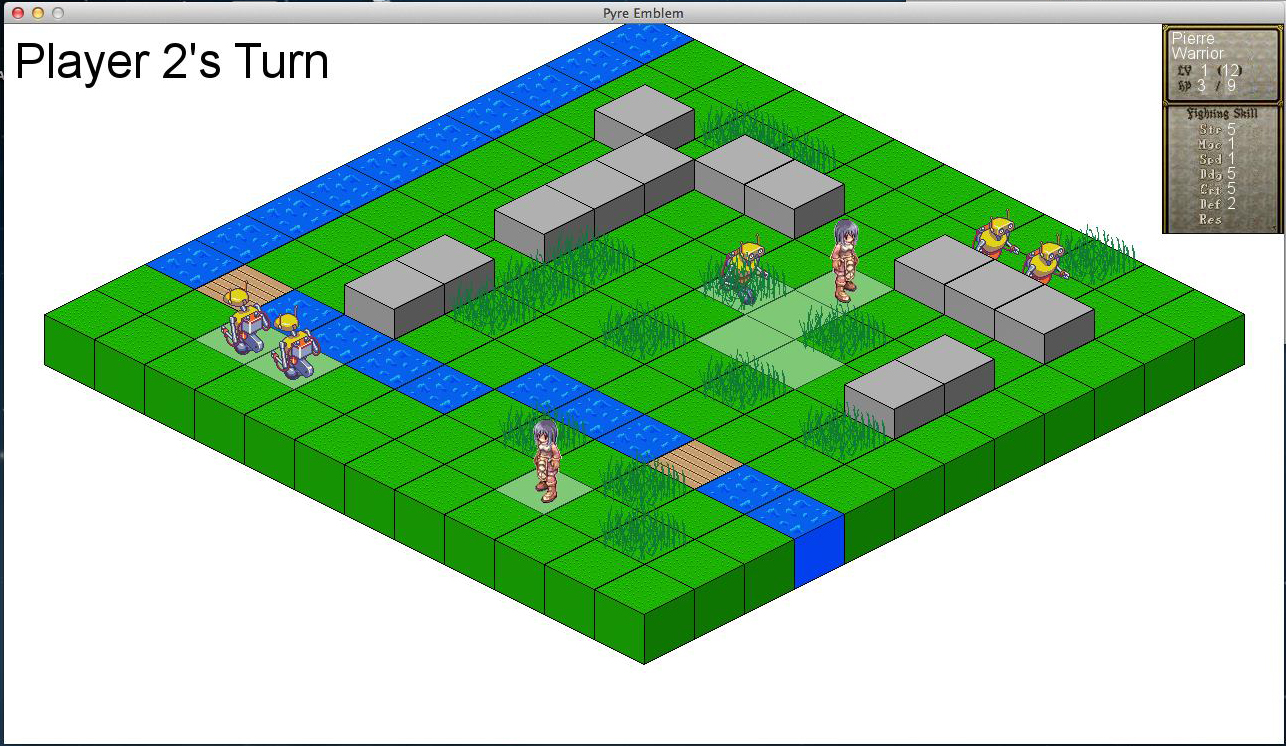 Pyre Emblem
Player 2's Turn
Pierre
Warrior
LV 1 (12)
HP 3 / 9
Fighting Skill
Str 5
Mag 1
Spd 1
Ddg 5
Crt 5
Def 2
Res